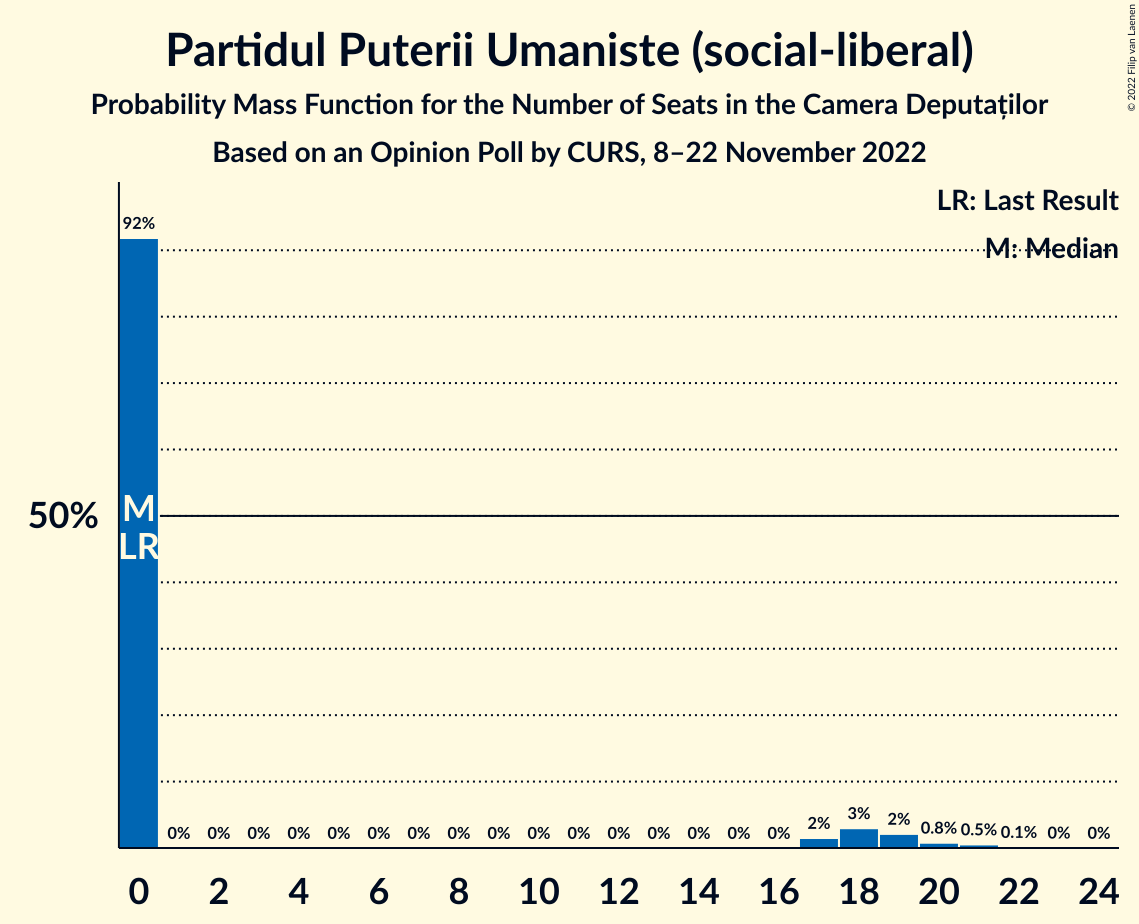 Partidul Puterii Umaniste (social-liberal)
Probability Mass Function for the Number of Seats in the Camera Deputaților
Based on an Opinion Poll by CURS, 8–22 November 2022
© 2022 Filip van Laenen
LR: Last Result
M: Median
92%
50%
M
LR
0% 0% 0% 0% 0% 0% 0% 0% 0% 0% 0% 0% 0% 0% 0% 0% 2% 3% 2% 0.8% 0.5% 0.1% 0% 0%
0 2 4 6 8 10 12 14 16 18 20 22 24